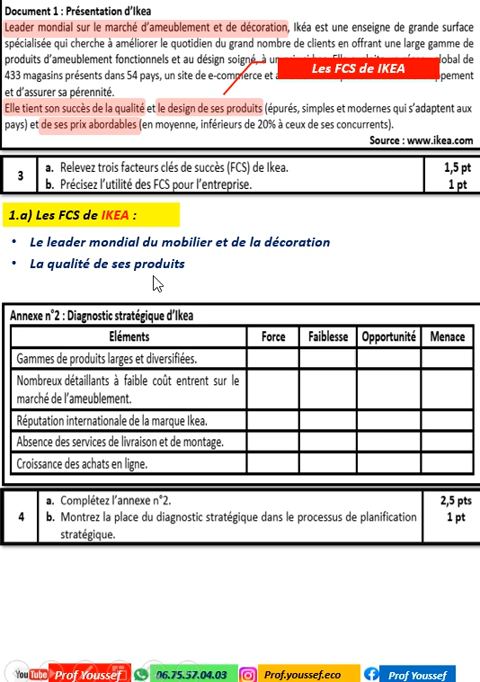 Document 1 : Présentation d'Ikea
Leader mondial sur le marché d'ameublement et de décoration, Ikéa est une enseigne de grande surface
spécialisée qui cherche à améliorer le quotidien du grand nombre de clients en offrant une large gamme de
produits d'ameublement fonctionnels et au désign soigné, à un
global de
433 magasins présents dans 54 pays, un site de e-commerce et
Les FCS de IKEA
et d'assurer sa pérennité.
Elle tient son succès de la qualité et le design de ses produits (épurés, simples et modernes qui s'adaptent aux
pays) et de ses prix abordables (en moyenne, inférieurs de 20% à ceux de ses concurrents).
Source : www.ikea.com
3
a. Relevez trois facteurs clés de succès (FCS) de Ikea.
1,5 pt
b. Précisez l'utilité des FCS pour l'entreprise.
1 pt
1.a) Les FCS de IKEA :
• Le leader mondial du mobilier et de la décoration
• La qualité de ses produits
Annexe n°2 : Diagnostic stratégique d'Ikea
Eléments Force Faiblesse Opportunité Menace
Gammes de produits larges et diversifiées.
Nombreux détaillants à faible coût entrent sur le
marché de l'ameublement.
Réputation internationale de la marque Ikea.
Absence des services de livraison et de montage.
Croissance des achats en ligne.
4
a. Complétez l'annexe n°2.
2,5 pts
b. Montrez la place du diagnostic stratégique dans le processus de planification
1 pt
stratégique.
You Tube Prof Youssef 06.75.57.04.03 Prof.youssef.eco Prof Youssef